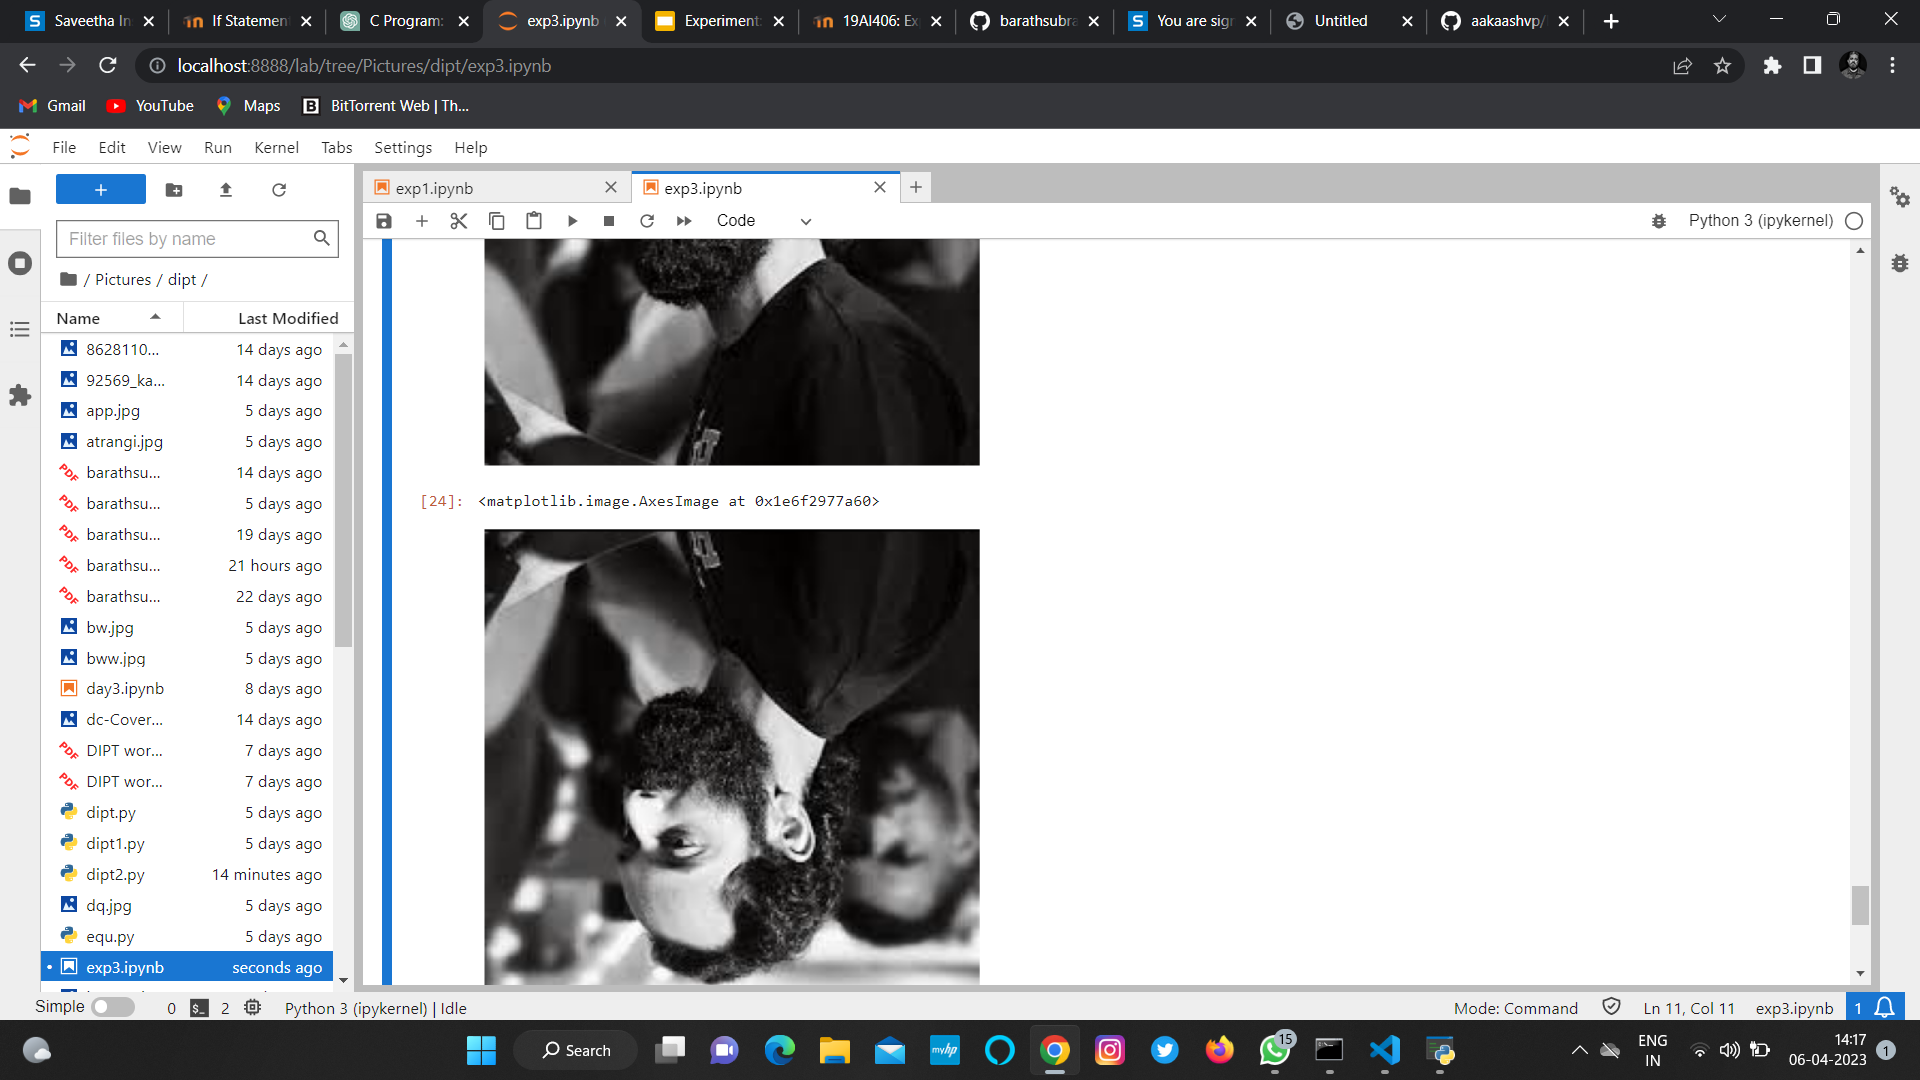 Saveetha In
If Statement
C Program:
exp3.ipynb
Experiment:
19AI406: Ex
barathsubra
You are sign
Untitled
aakaashvp/
localhost:8888/lab/tree/Pictures/dipt/exp3.ipynb
Gmail
YouTube
Maps
BitTorrent Web | Th...
File Edit View Run Kernel Tabs Settings Help
exp1.ipynb
exp3.ipynb
Code
Python 3 (ipykernel)
Filter files by name
/ Pictures / dipt /
Name Last Modified
8628110... 14 days ago
92569_ka... 14 days ago
app.jpg 5 days ago
atrangi.jpg 5 days ago
barathsu... 14 days ago
barathsu... 5 days ago
barathsu... 19 days ago
barathsu... 21 hours ago
barathsu... 22 days ago
bw.jpg 5 days ago
bww.jpg 5 days ago
day3.ipynb 8 days ago
dc-Cover... 14 days ago
DIPT wor... 7 days ago
DIPT wor... 7 days ago
dipt.py 5 days ago
dipt1.py 5 days ago
dipt2.py 14 minutes ago
dq.jpg 5 days ago
equ.py 5 days ago
exp3.ipynb seconds ago
[24]: <matplotlib.image.AxesImage at 0x1e6f2977a60>
Simple 0 2 Python 3 (ipykernel) | Idle
Mode: Command Ln 11, Col 11 exp3.ipynb 1
Search
myhp
15
ENG
IN
14:17
06-04-2023
1